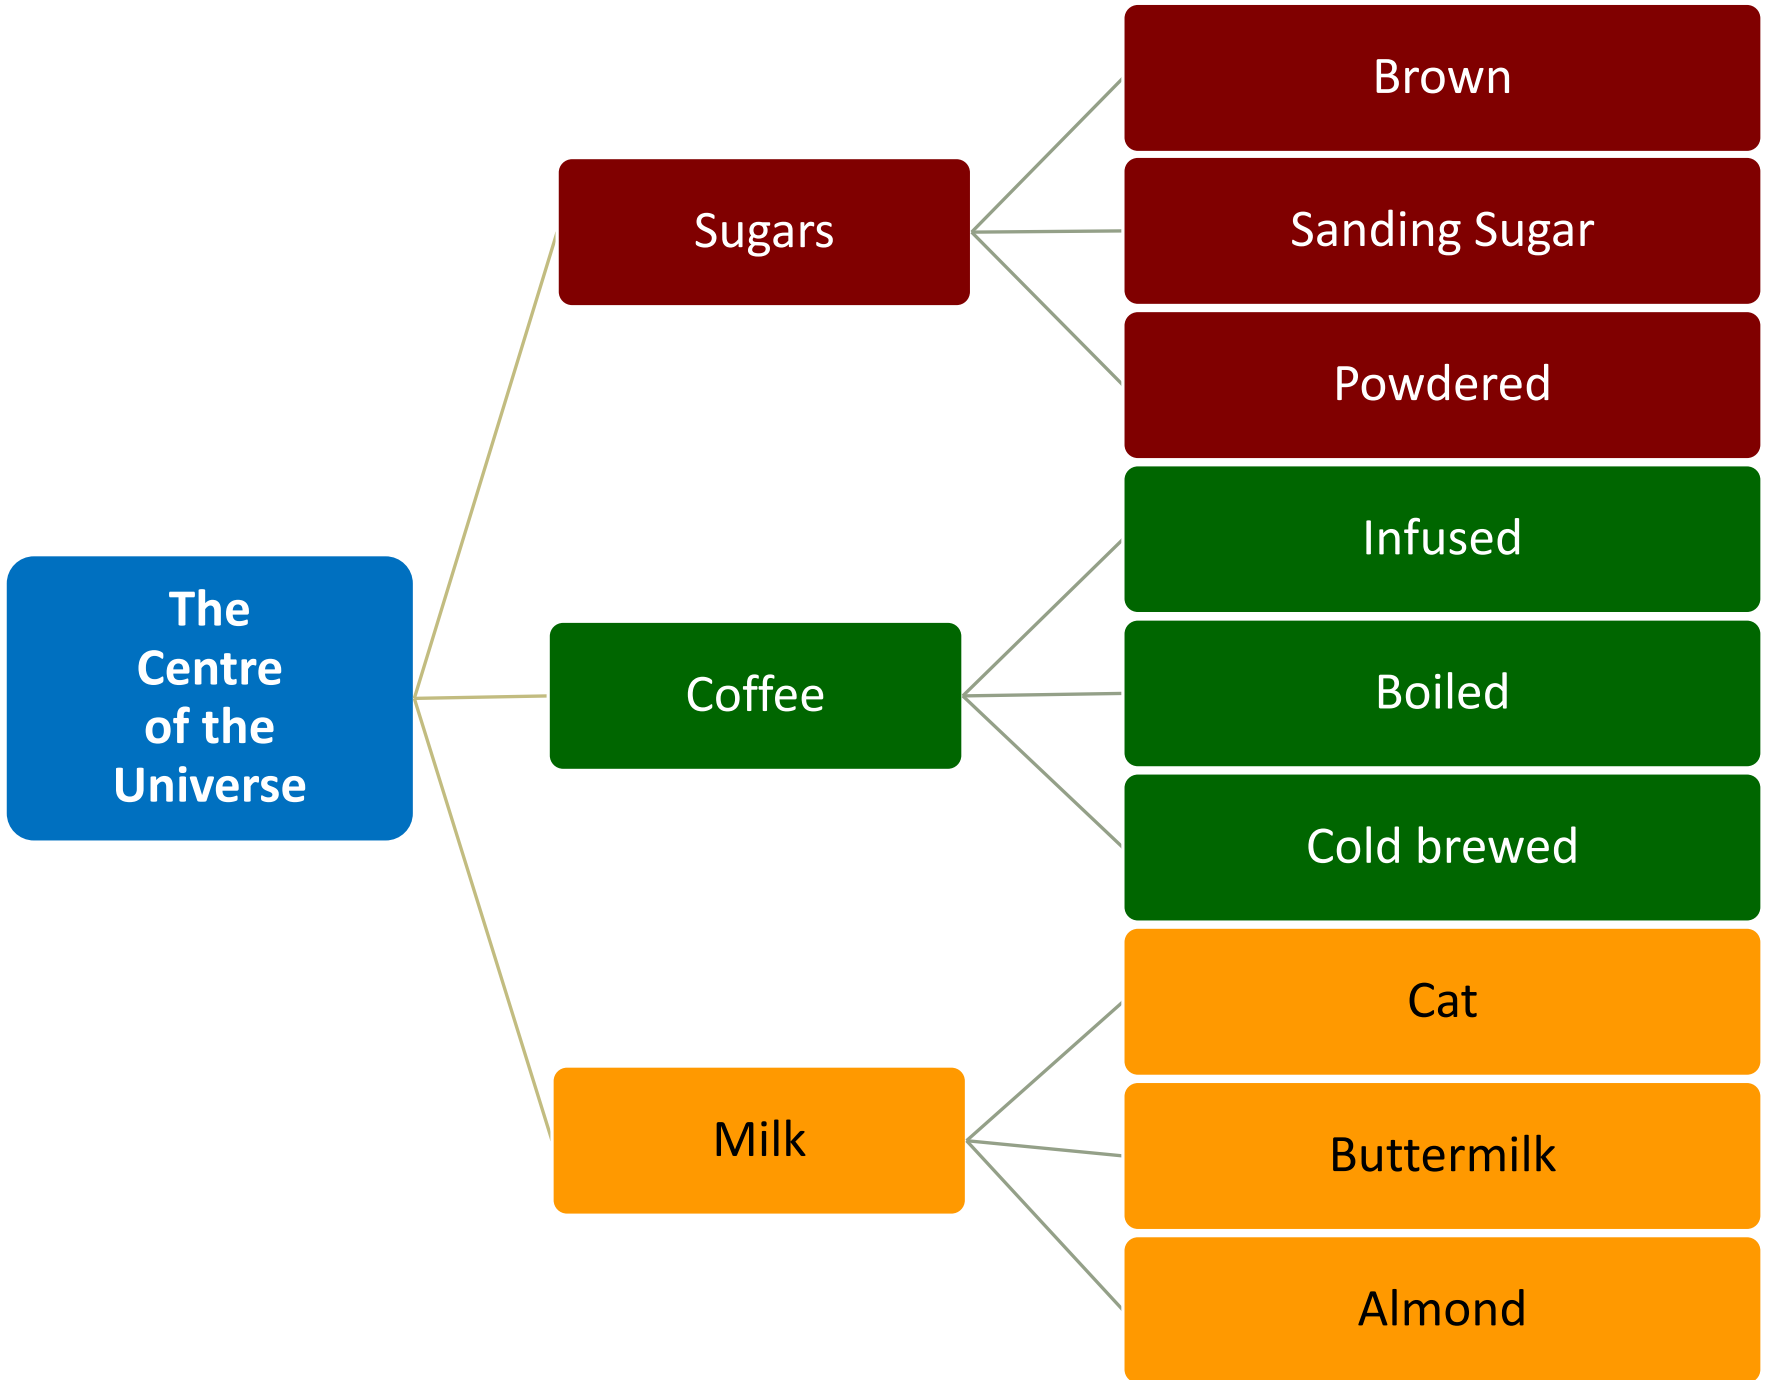 The
Centre
of the
Universe
Sugars
Brown
Sanding Sugar
Powdered
Coffee
Infused
Boiled
Cold brewed
Milk
Cat
Buttermilk
Almond